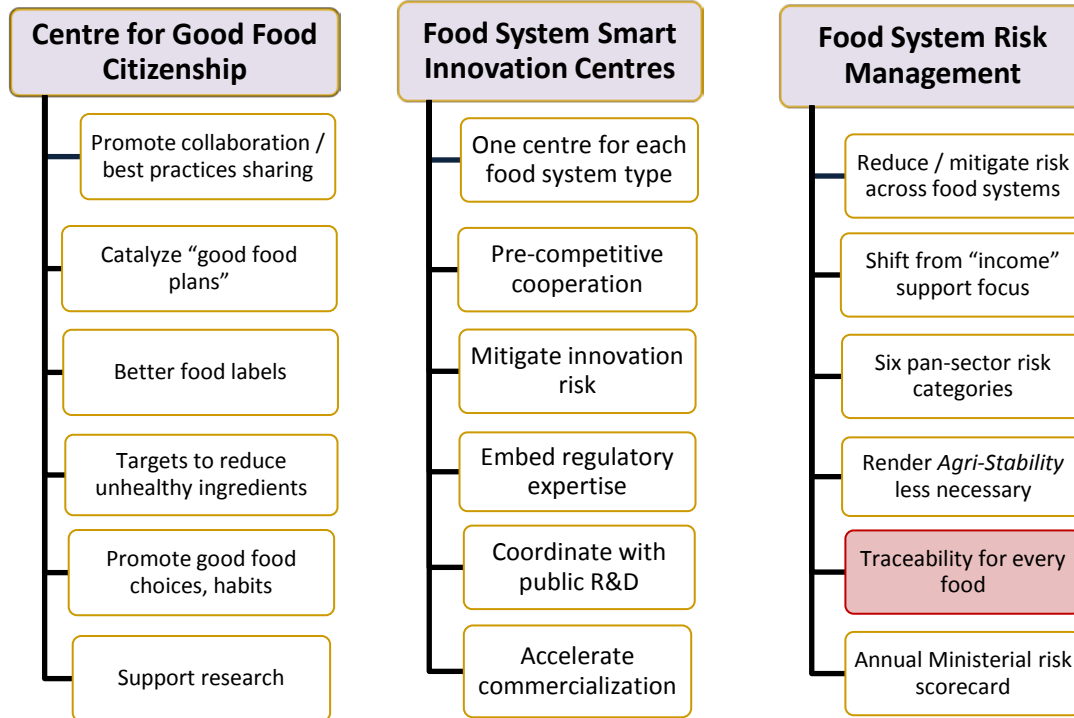 Centre for Good Food
Citizenship
Promote collaboration /
best practices sharing
Catalyze “good food
plans”
Better food labels
Targets to reduce
unhealthy ingredients
Promote good food
choices, habits
Support research
Food System Smart
Innovation Centres
One centre for each
food system type
Pre-competitive
cooperation
Mitigate innovation
risk
Embed regulatory
expertise
Coordinate with
public R&D
Accelerate
commercialization
Food System Risk
Management
Reduce / mitigate risk
across food systems
Shift from “income”
support focus
Six pan-sector risk
categories
Render Agri-Stability
less necessary
Traceability for every
food
Annual Ministerial risk
scorecard